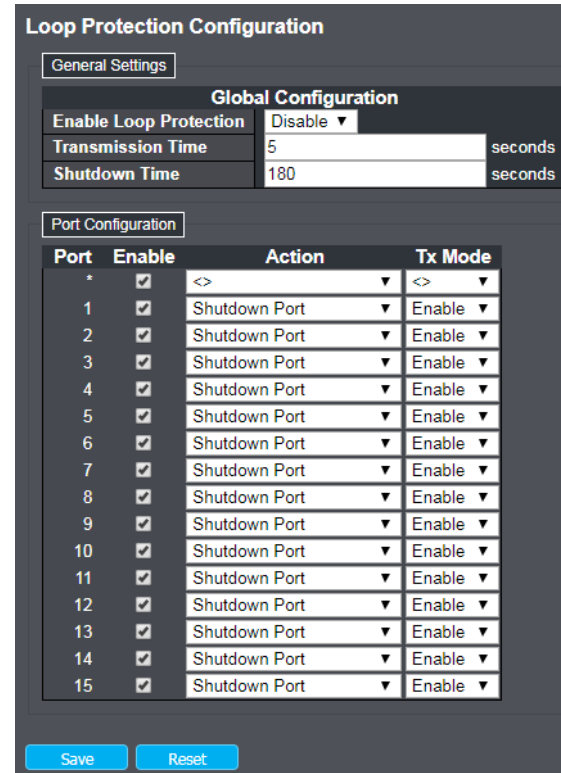 Loop Protection Configuration
General Settings
Global Configuration
Enable Loop Protection Disable ▼
Transmission Time 5 seconds
Shutdown Time 180 seconds
Port Configuration
Port Enable Action Tx Mode
* <> ▼ <> ▼
1 Shutdown Port ▼ Enable ▼
2 Shutdown Port ▼ Enable ▼
3 Shutdown Port ▼ Enable ▼
4 Shutdown Port ▼ Enable ▼
5 Shutdown Port ▼ Enable ▼
6 Shutdown Port ▼ Enable ▼
7 Shutdown Port ▼ Enable ▼
8 Shutdown Port ▼ Enable ▼
9 Shutdown Port ▼ Enable ▼
10 Shutdown Port ▼ Enable ▼
11 Shutdown Port ▼ Enable ▼
12 Shutdown Port ▼ Enable ▼
13 Shutdown Port ▼ Enable ▼
14 Shutdown Port ▼ Enable ▼
15 Shutdown Port ▼ Enable ▼
Save Reset